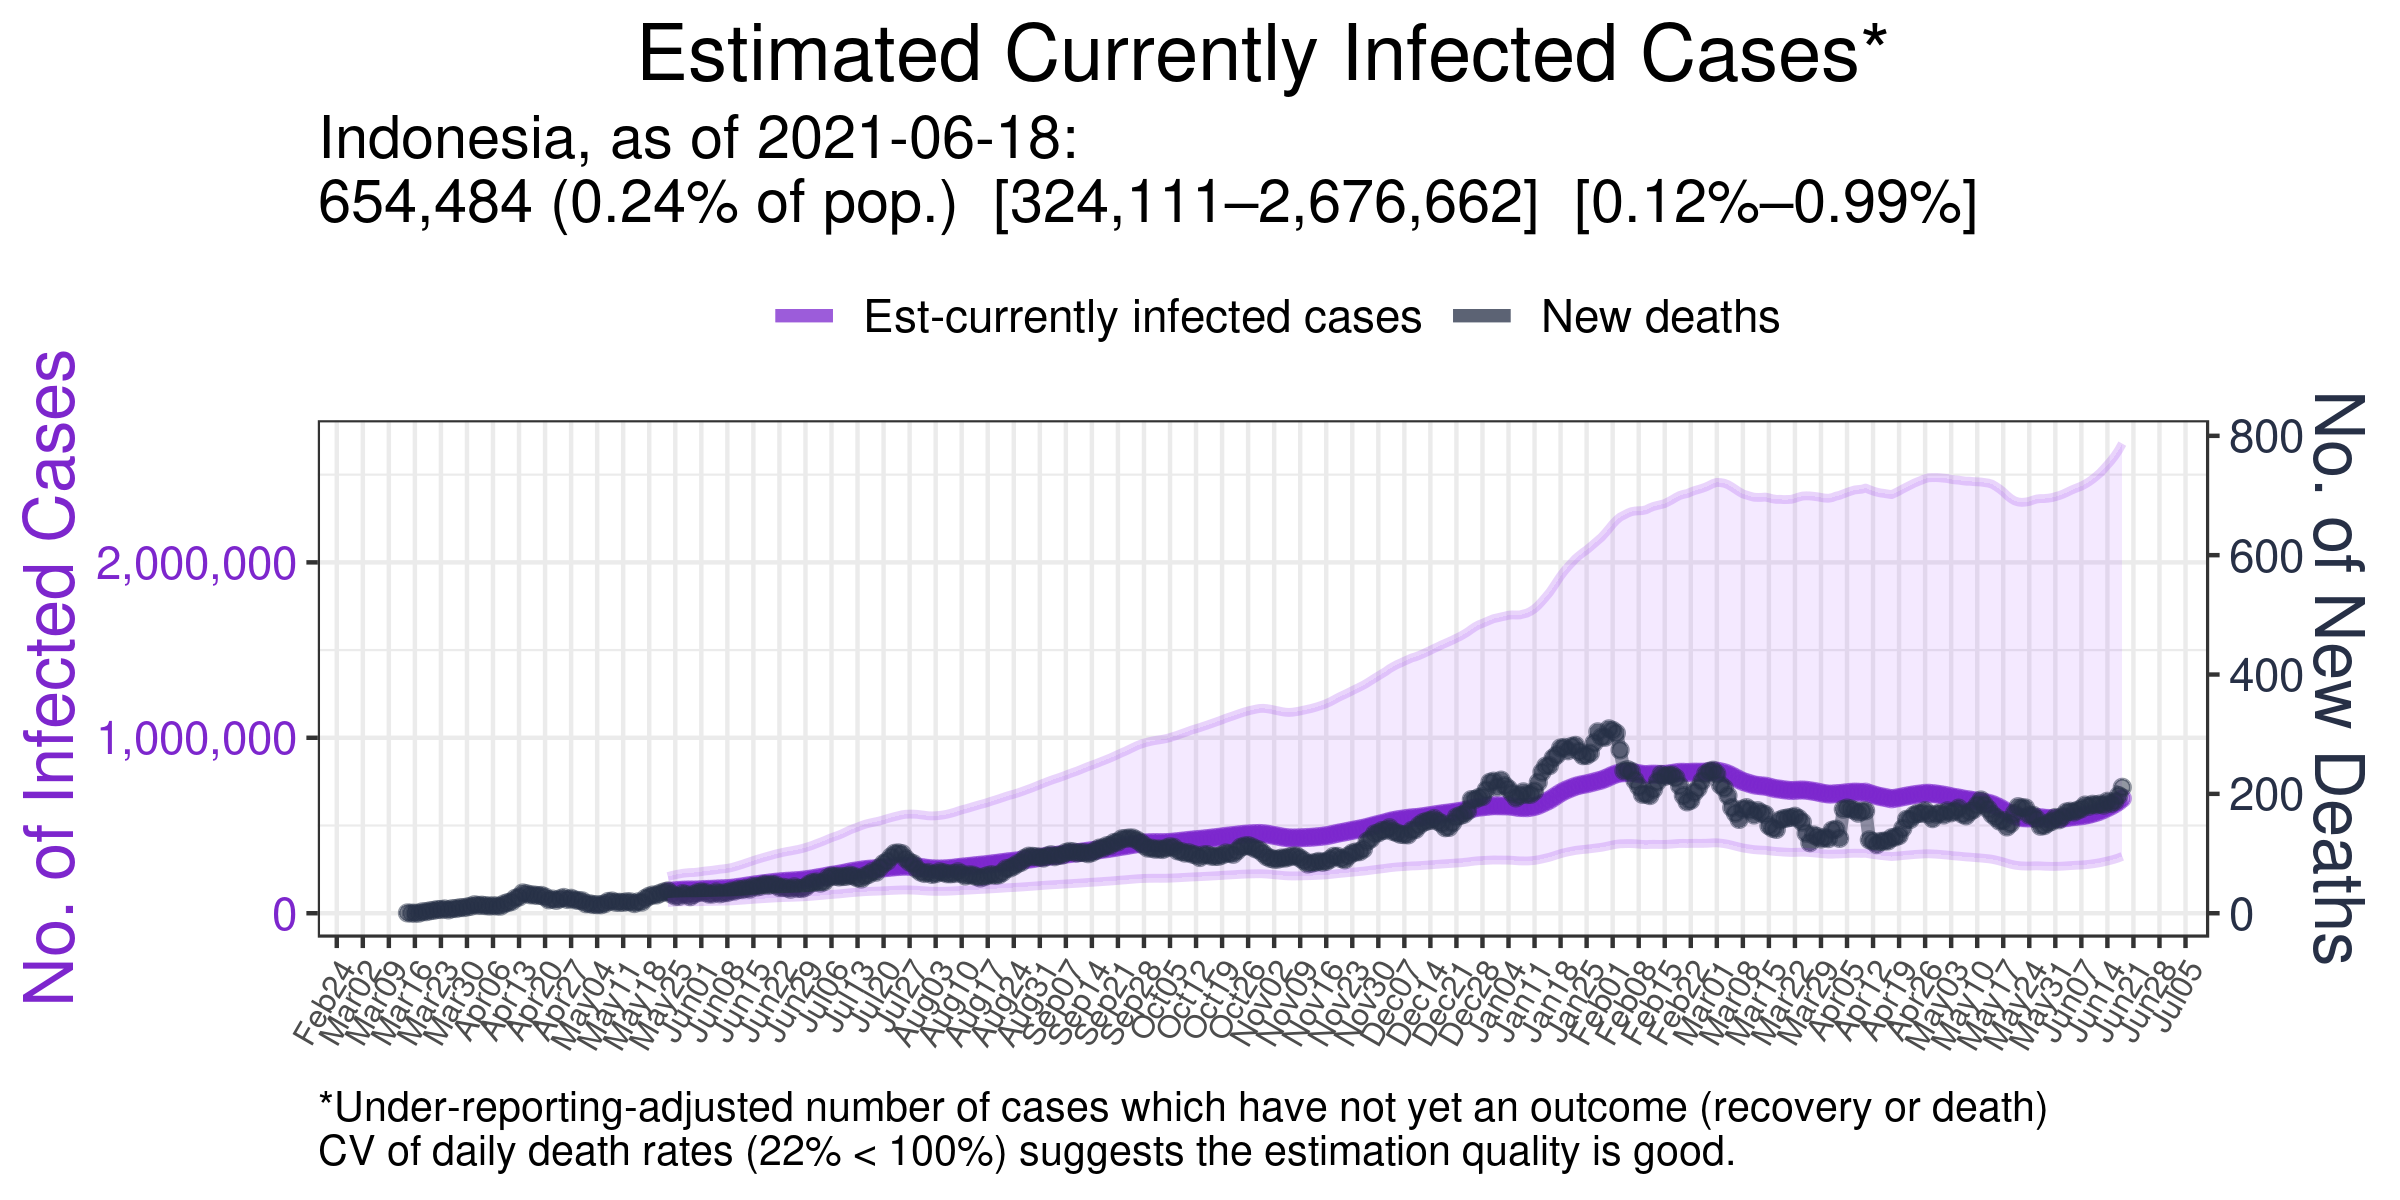 Estimated Currently Infected Cases*
Indonesia, as of 2021-06-18:
654,484 (0.24% of pop.) [324,111–2,676,662] [0.12%–0.99%]
Est-currently infected cases
New deaths
No. of Infected Cases
2,000,000
1,000,000
0
800
600
400
200
0
No. of New Deaths
Feb24
Mar02
Mar09
Mar16
Mar23
Mar30
Apr06
Apr13
Apr20
Apr27
May04
May11
May18
May25
Jun01
Jun08
Jun15
Jun22
Jun29
Jul06
Jul13
Jul20
Jul27
Aug03
Aug10
Aug17
Aug24
Aug31
Sep07
Sep14
Sep21
Sep28
Oct05
Oct12
Oct19
Oct26
Nov02
Nov09
Nov16
Nov23
Nov30
Dec07
Dec14
Dec21
Dec28
Jan04
Jan11
Jan18
Jan25
Feb01
Feb08
Feb15
Feb22
Mar01
Mar08
Mar15
Mar22
Mar29
Apr05
Apr12
Apr19
Apr26
May03
May10
May17
May24
May31
Jun07
Jun14
Jun21
Jun28
Jul05
*Under-reporting-adjusted number of cases which have not yet an outcome (recovery or death)
CV of daily death rates (22% < 100%) suggests the estimation quality is good.